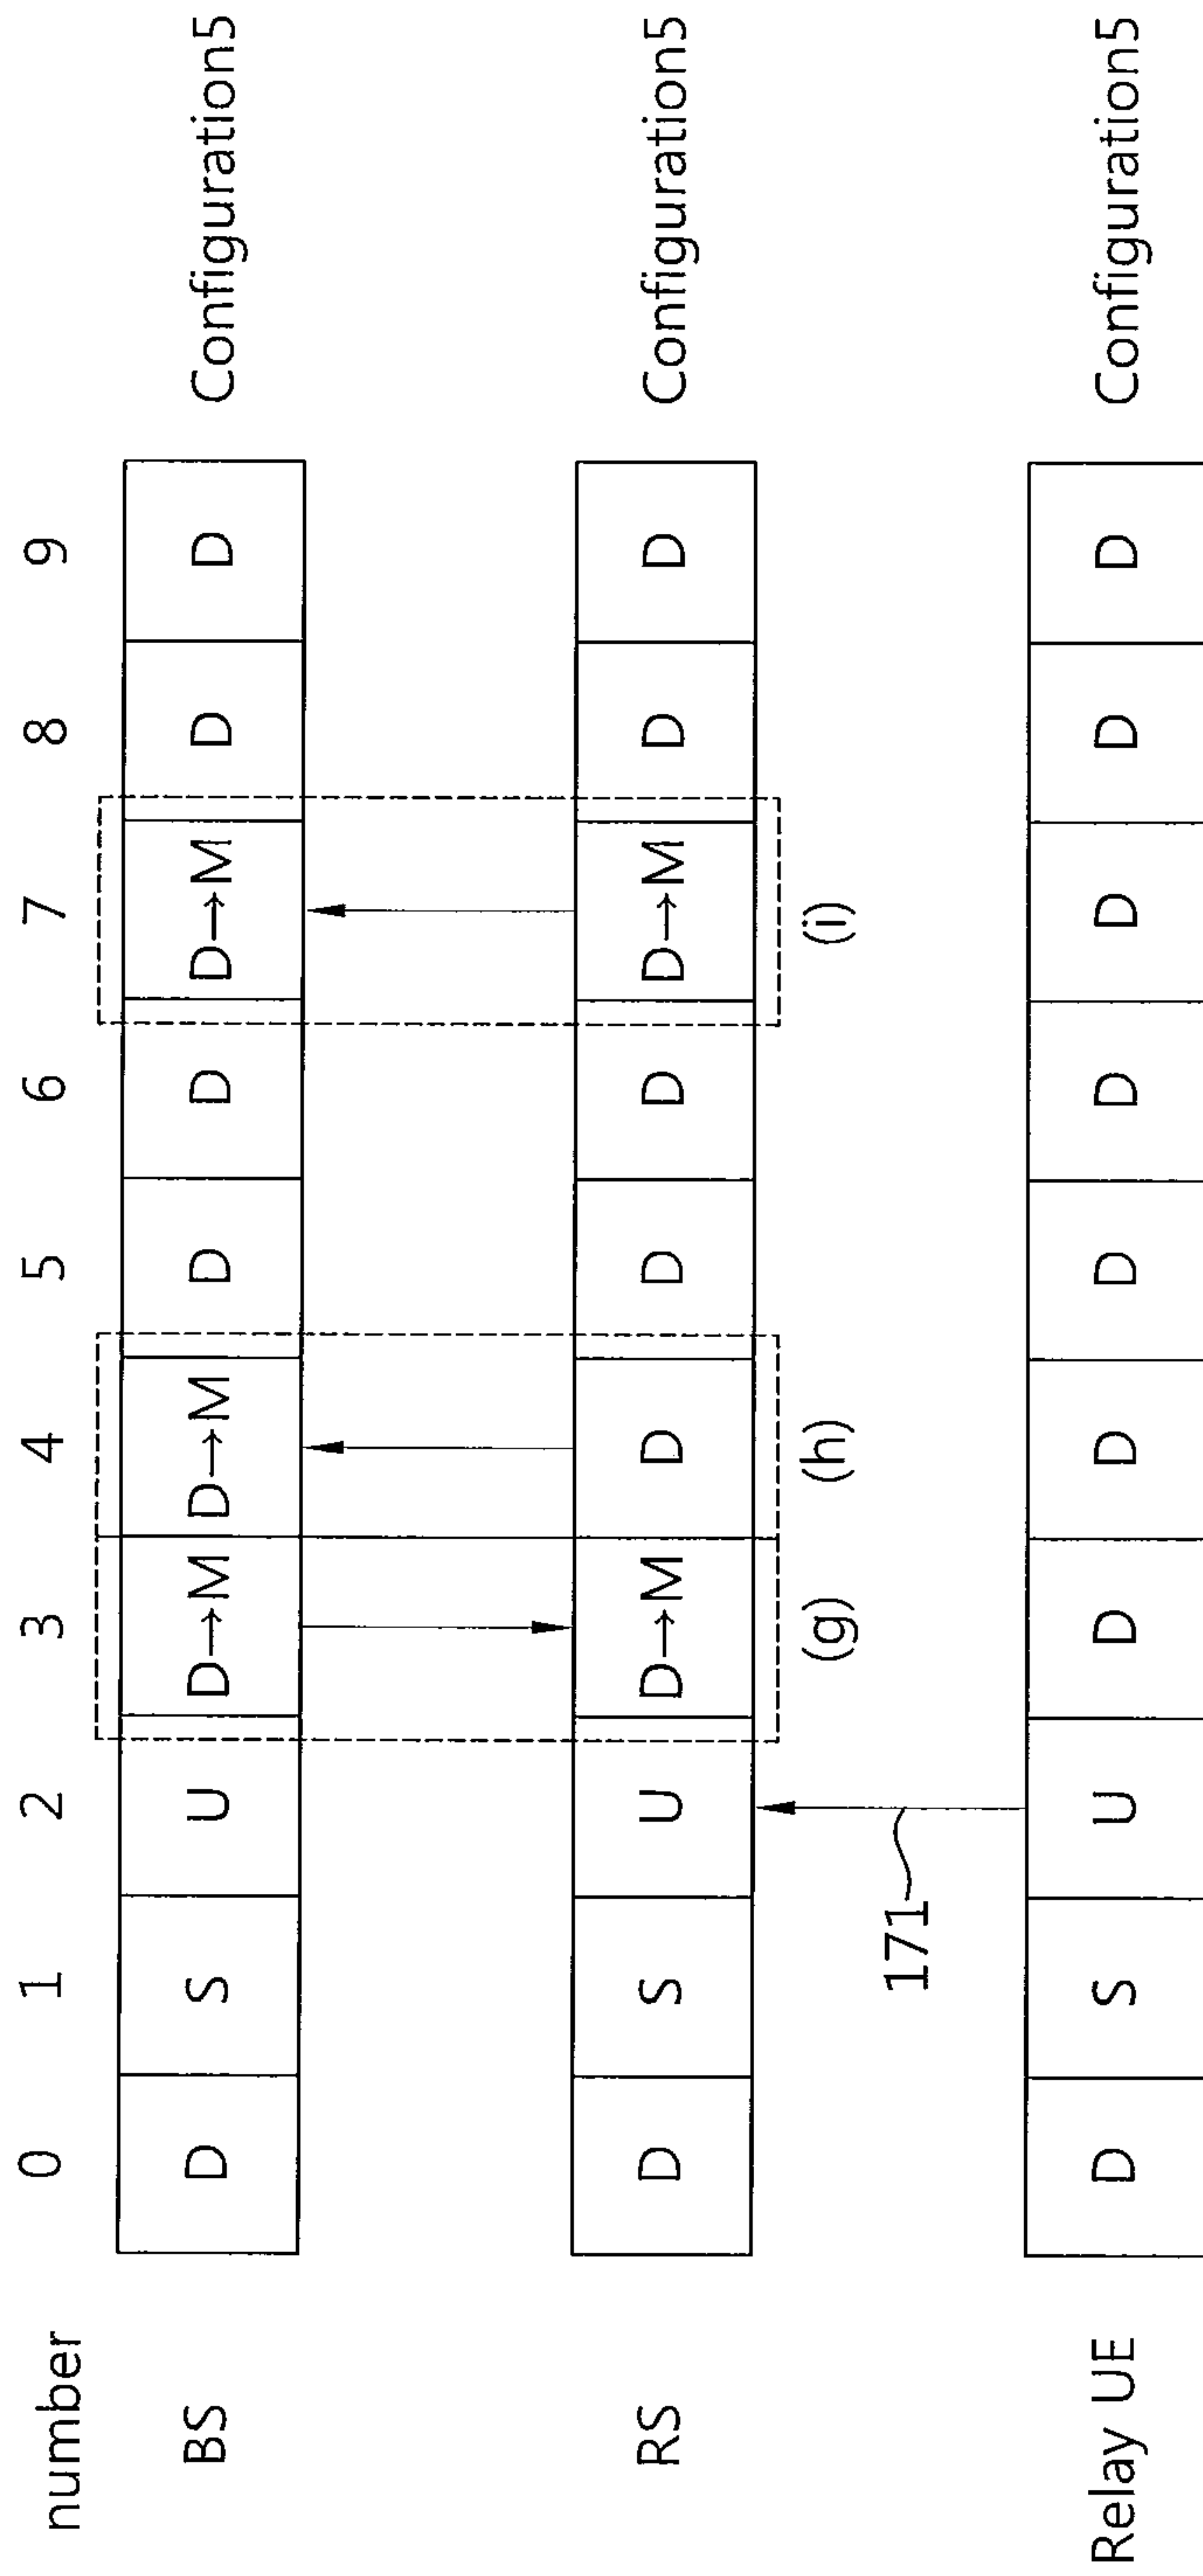 number 0 1 2 3 4 5 6 7 8 9
BS D S U D→M D→M D D D→M D D Configuration5
RS D S U D→M D D D D→M D D Configuration5
(g) (h) (i)
171
Relay UE D S U D D D D D D D Configuration5